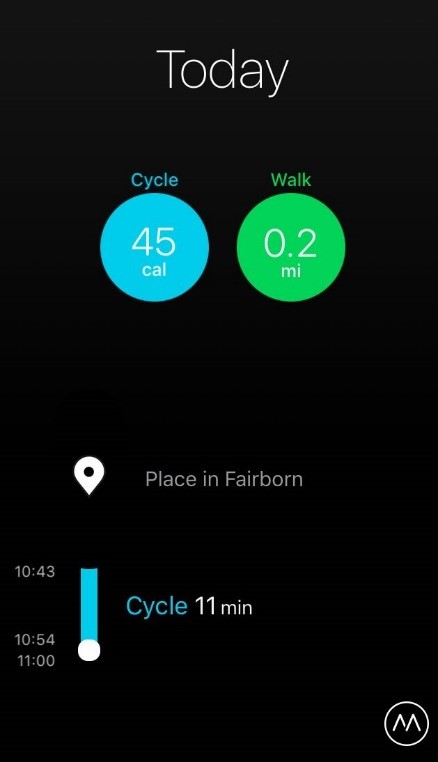 Today
Cycle
Walk
45
cal
0.2
mi
Place in Fairborn
10:43
Cycle 11 min
10:54
11:00